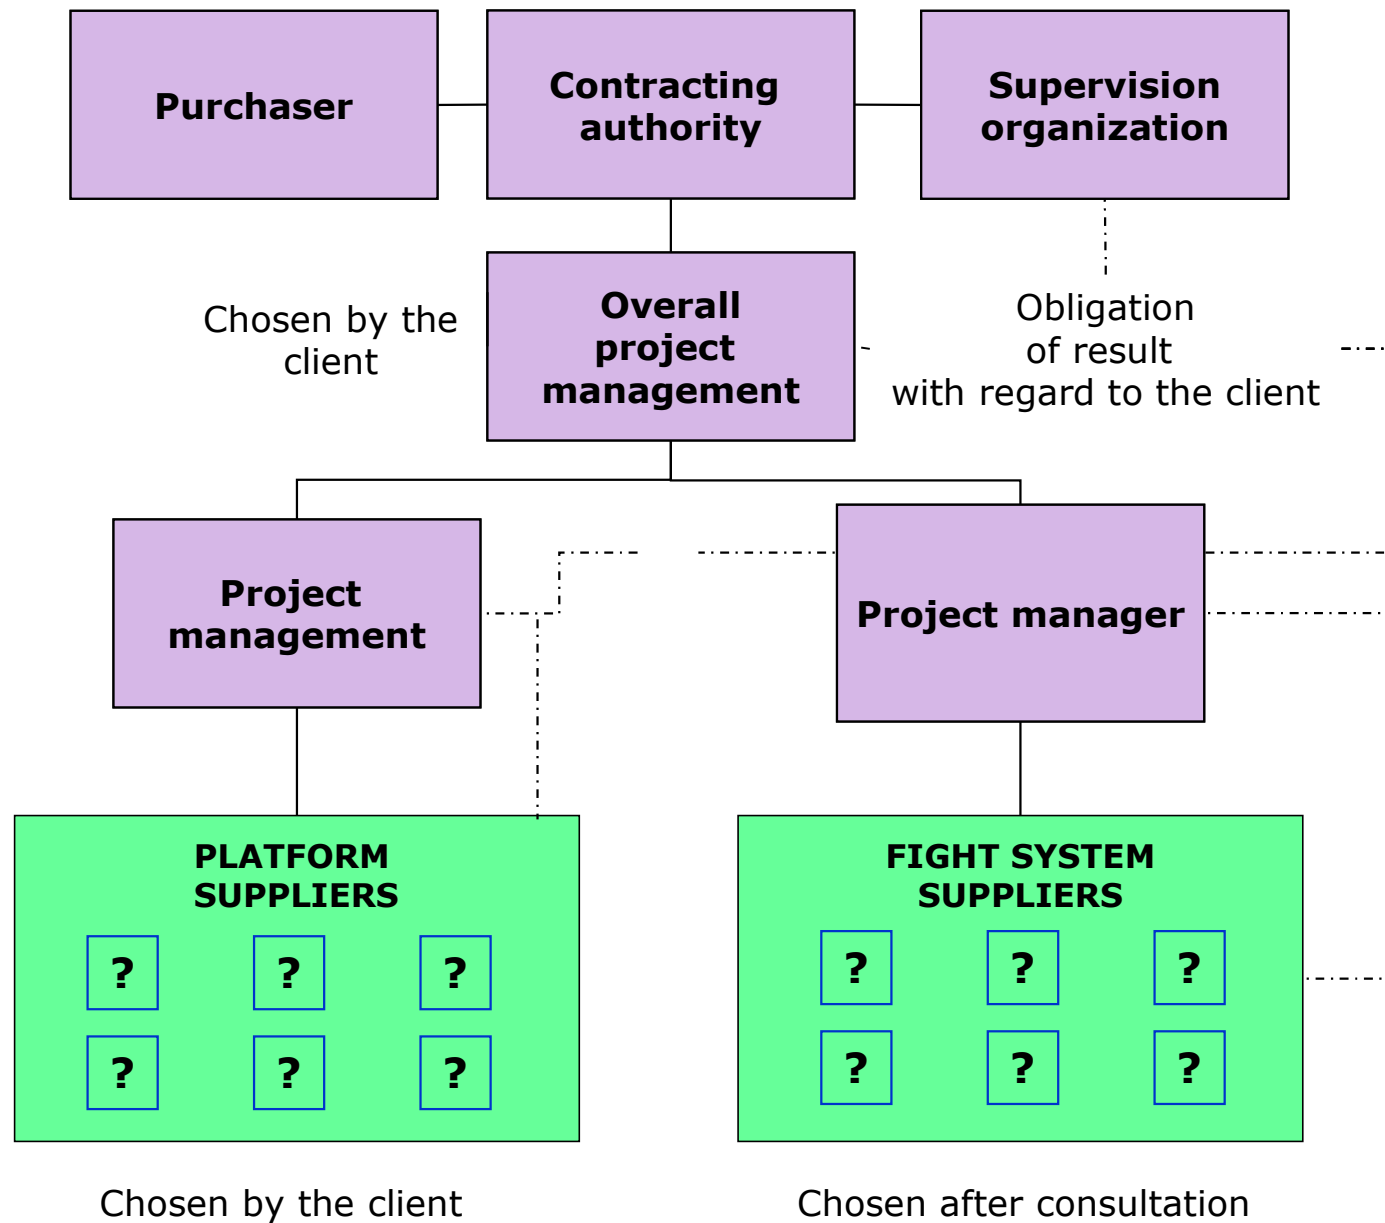 Purchaser
Contracting
authority
Supervision
organization
Chosen by the
client
Overall
project
management
Obligation
of result
with regard to the client
Project
management
Project manager
PLATFORM
SUPPLIERS
? ? ?
? ? ?
FIGHT SYSTEM
SUPPLIERS
? ? ?
? ? ?
Chosen by the client
Chosen after consultation